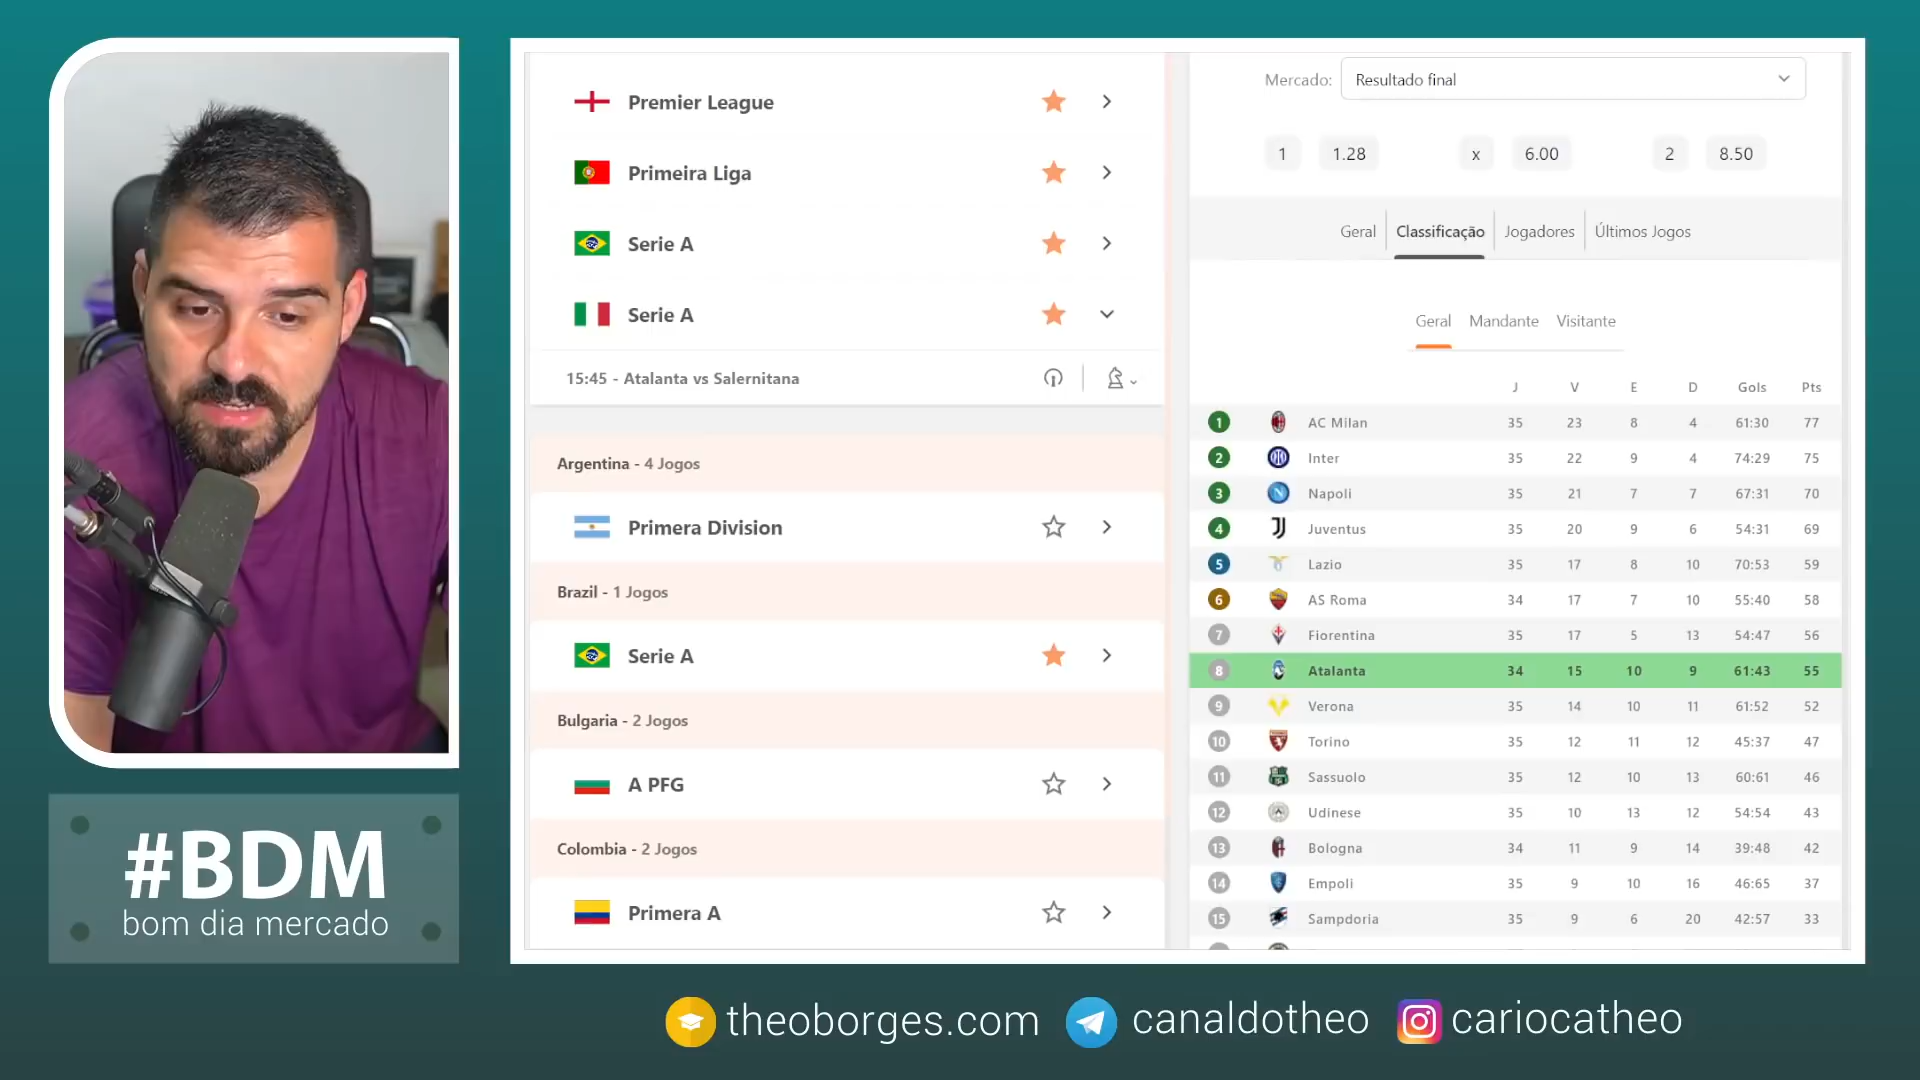 Premier League
Primeira Liga
Serie A
Serie A
15:45 - Atalanta vs Salernitana
Argentina - 4 Jogos
Primera Division
Brazil - 1 Jogos
Serie A
Bulgaria - 2 Jogos
A PFG
Colombia - 2 Jogos
Primera A
Mercado: Resultado final
1 1.28 x 6.00 2 8.50
Geral Classificação Jogadores Últimos Jogos
Geral Mandante Visitante
J V E D Gols Pts
1 AC Milan 35 23 8 4 61:30 77
2 Inter 35 22 9 4 74:29 75
3 Napoli 35 21 7 7 67:31 70
4 Juventus 35 20 9 6 54:31 69
5 Lazio 35 17 8 10 70:53 59
6 AS Roma 34 17 7 10 55:40 58
7 Fiorentina 35 17 5 13 54:47 56
8 Atalanta 34 15 10 9 61:43 55
9 Verona 35 14 10 11 61:52 52
10 Torino 35 12 11 12 45:37 47
11 Sassuolo 35 12 10 13 60:61 46
12 Udinese 35 10 13 12 54:54 43
13 Bologna 34 11 9 14 39:48 42
14 Empoli 35 9 10 16 46:65 37
15 Sampdoria 35 9 6 20 42:57 33
#BDM
bom dia mercado
theoborges.com canaldotheo cariocatheo